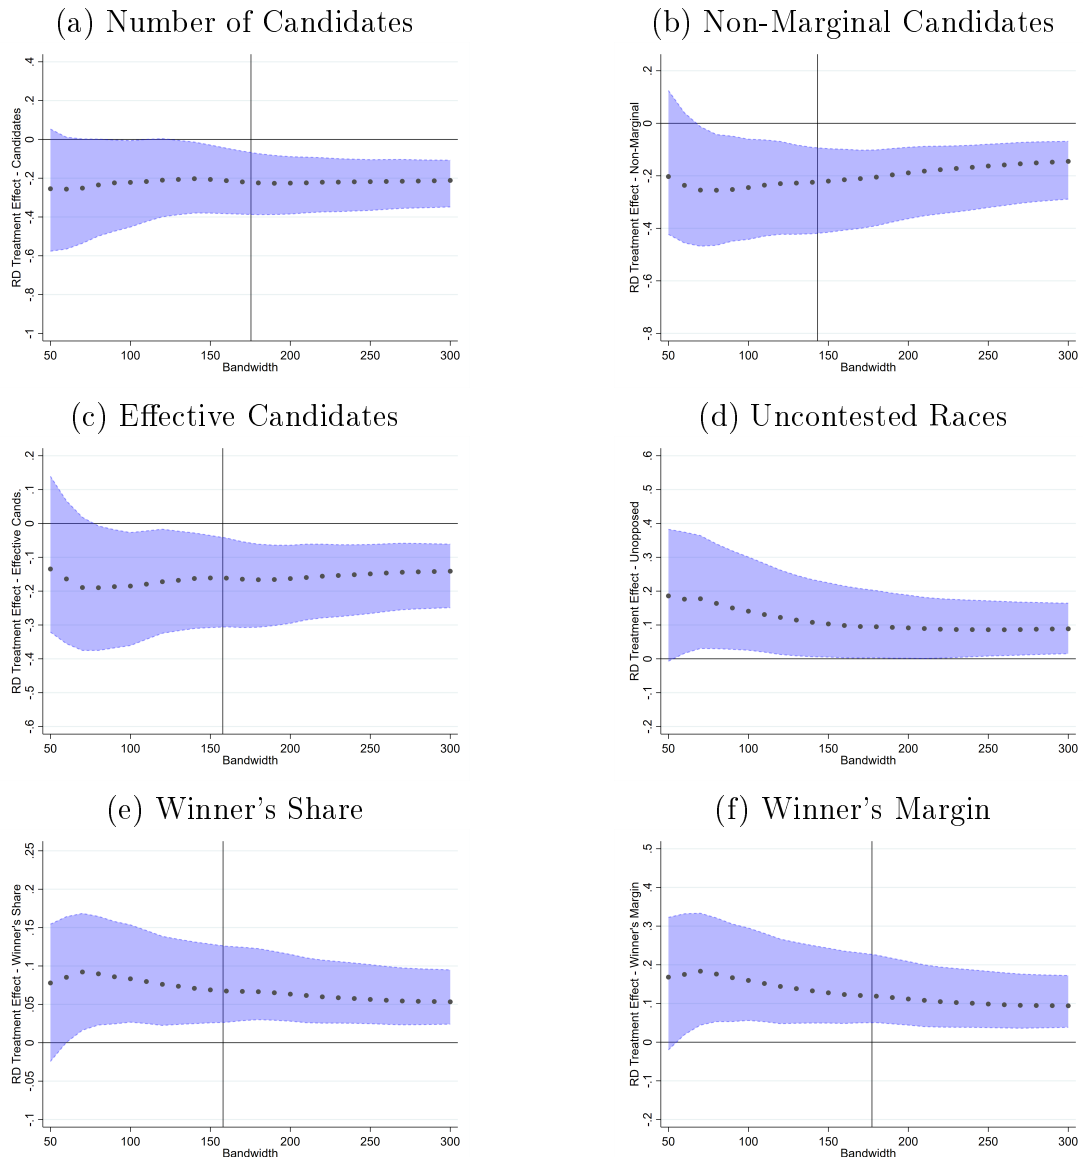 (a) Number of Candidates
RD Treatment Effect - Candidates
.4
.2
0
-.2
-.4
-.6
-.8
-1
50 100 150 200 250 300
Bandwidth
(b) Non-Marginal Candidates
RD Treatment Effect - Non-Marginal
.2
0
-.2
-.4
-.6
-.8
50 100 150 200 250 300
Bandwidth
(c) Effective Candidates
RD Treatment Effect - Effective Cands.
.2
.1
0
-.1
-.2
-.3
-.4
-.5
-.6
50 100 150 200 250 300
Bandwidth
(d) Uncontested Races
RD Treatment Effect - Unopposed
.6
.5
.4
.3
.2
.1
0
-.1
-.2
50 100 150 200 250 300
Bandwidth
(e) Winner's Share
RD Treatment Effect - Winner's Share
.25
.2
.15
.1
.05
0
-.05
-.1
50 100 150 200 250 300
Bandwidth
(f) Winner's Margin
RD Treatment Effect - Winner's Margin
.5
.4
.3
.2
.1
0
-.1
-.2
50 100 150 200 250 300
Bandwidth